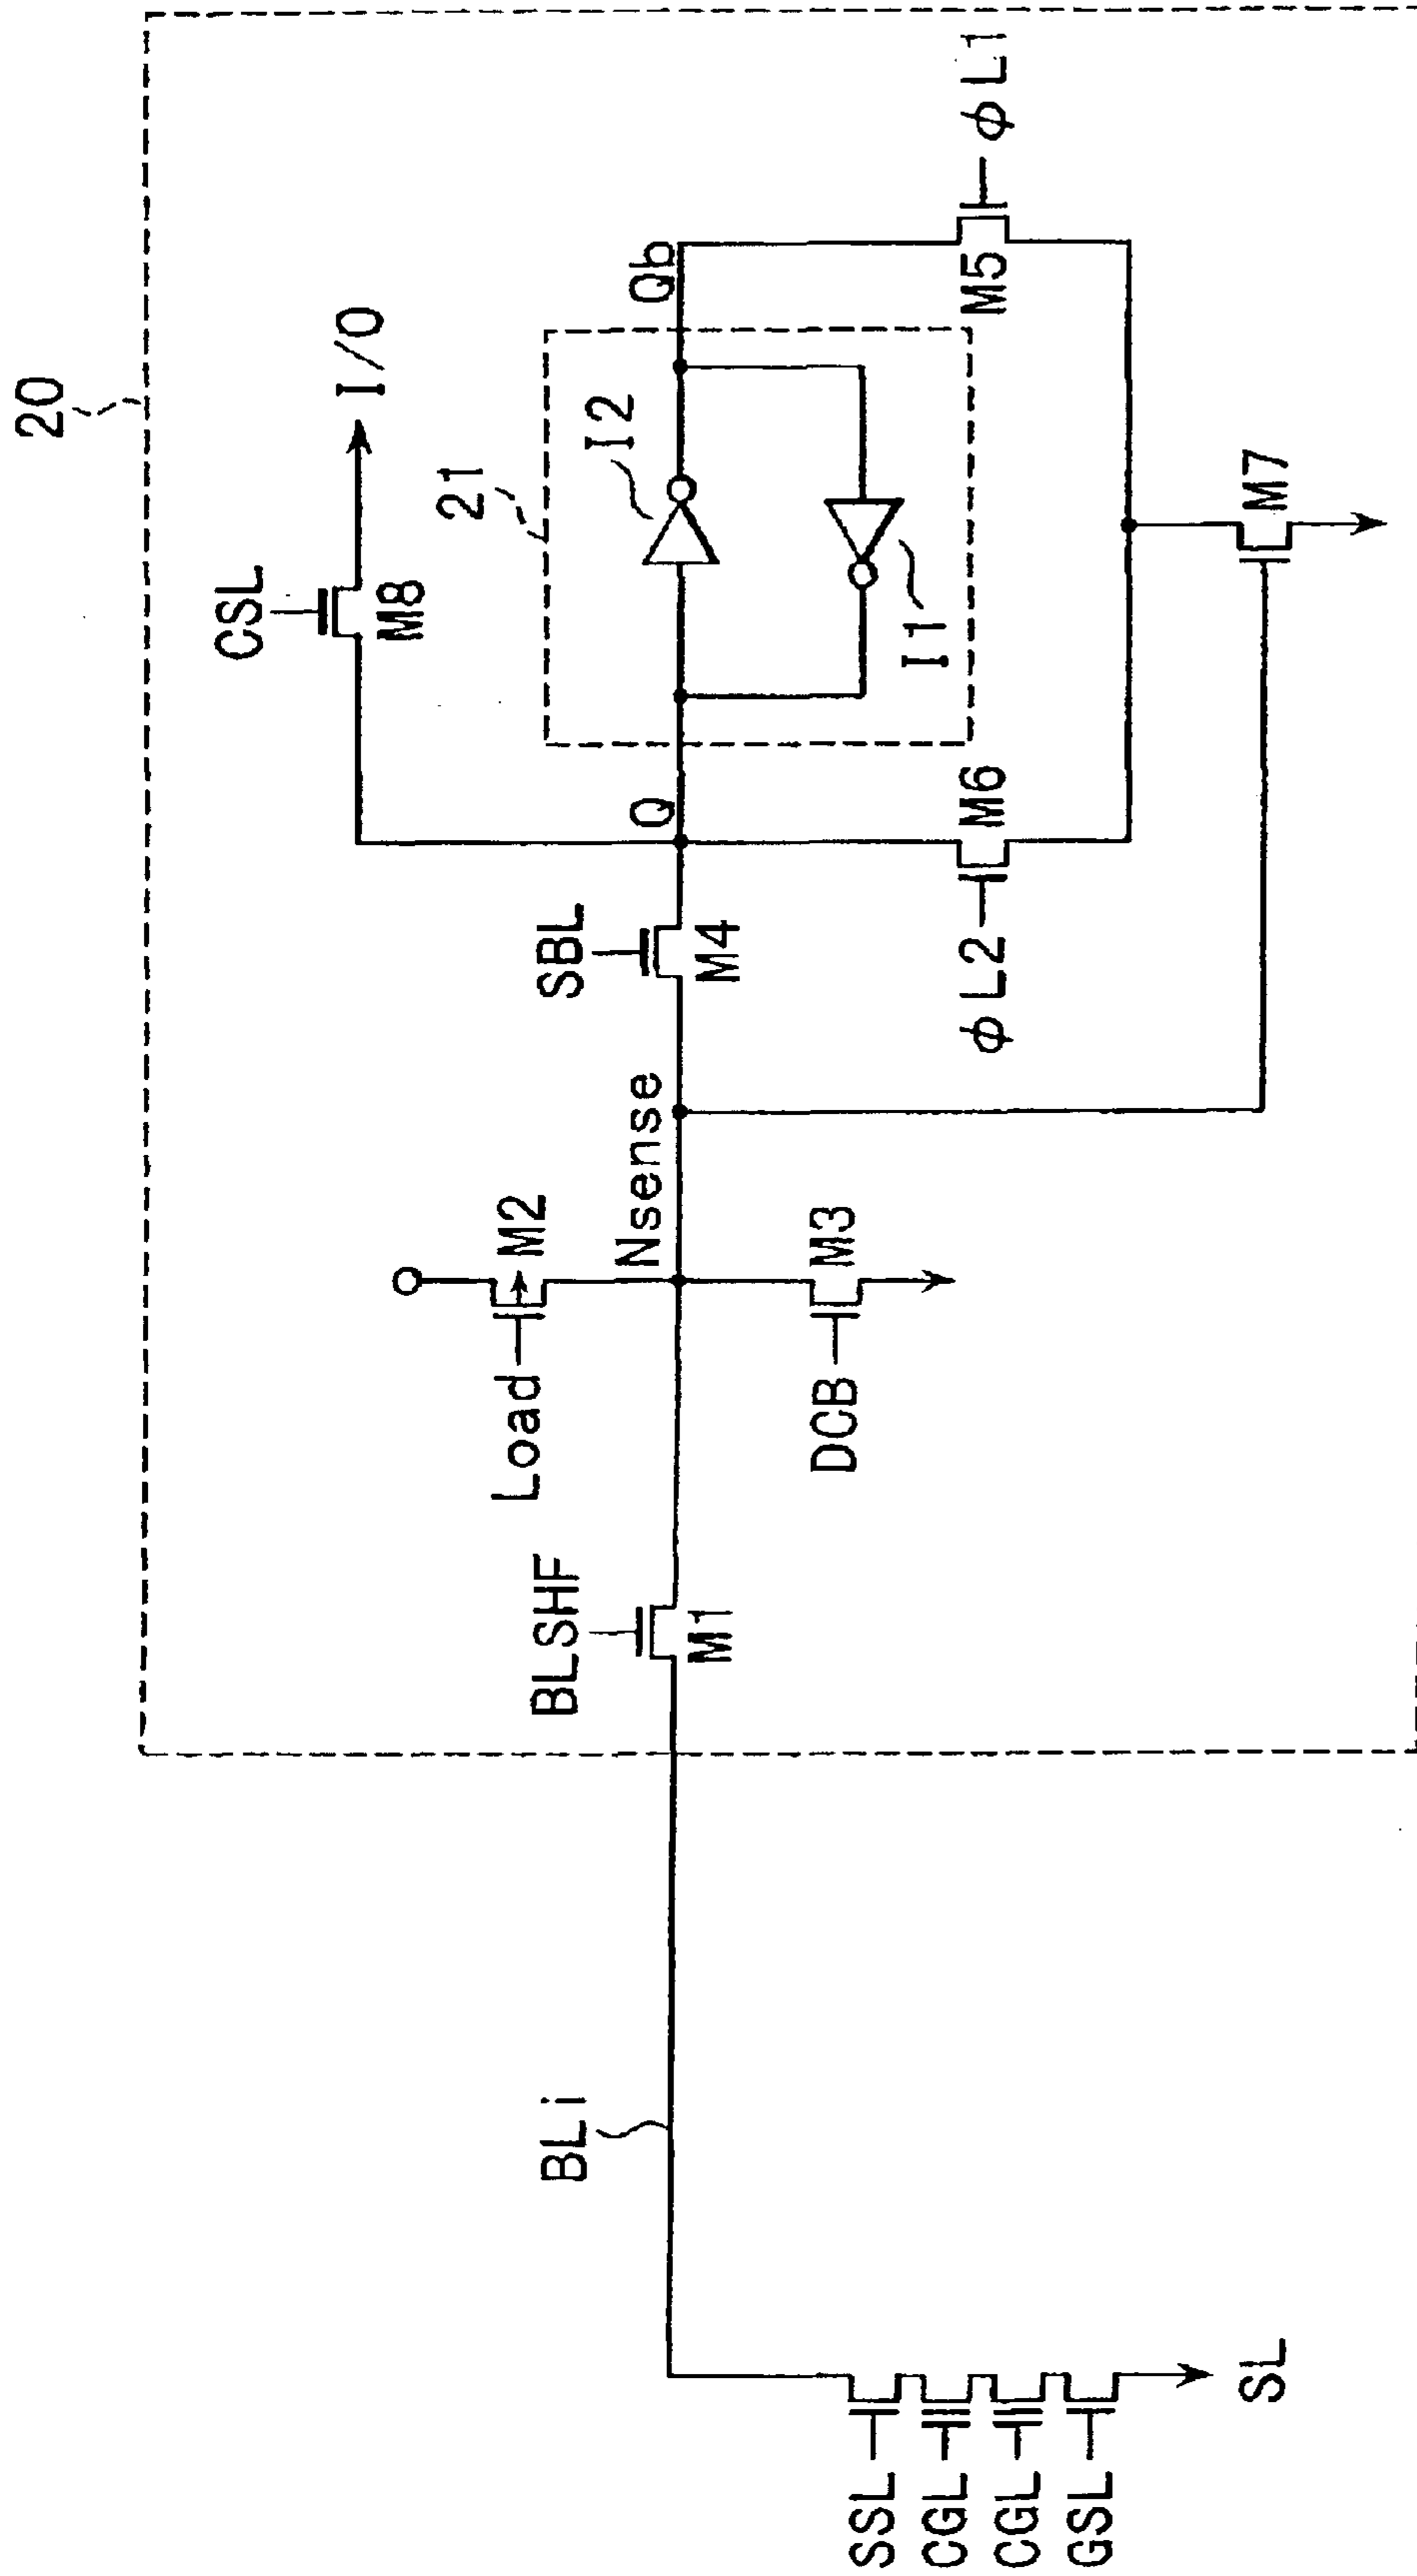 20
CSL
I/O
M8
21
I2
Qb
Q
I1
SBL
M4
Nsense
Load
M2
BLSHF
M1
DCB
M3
φL2
M6
M5
φL1
M7
BLi
SSL
CGL
CGL
GSL
SL